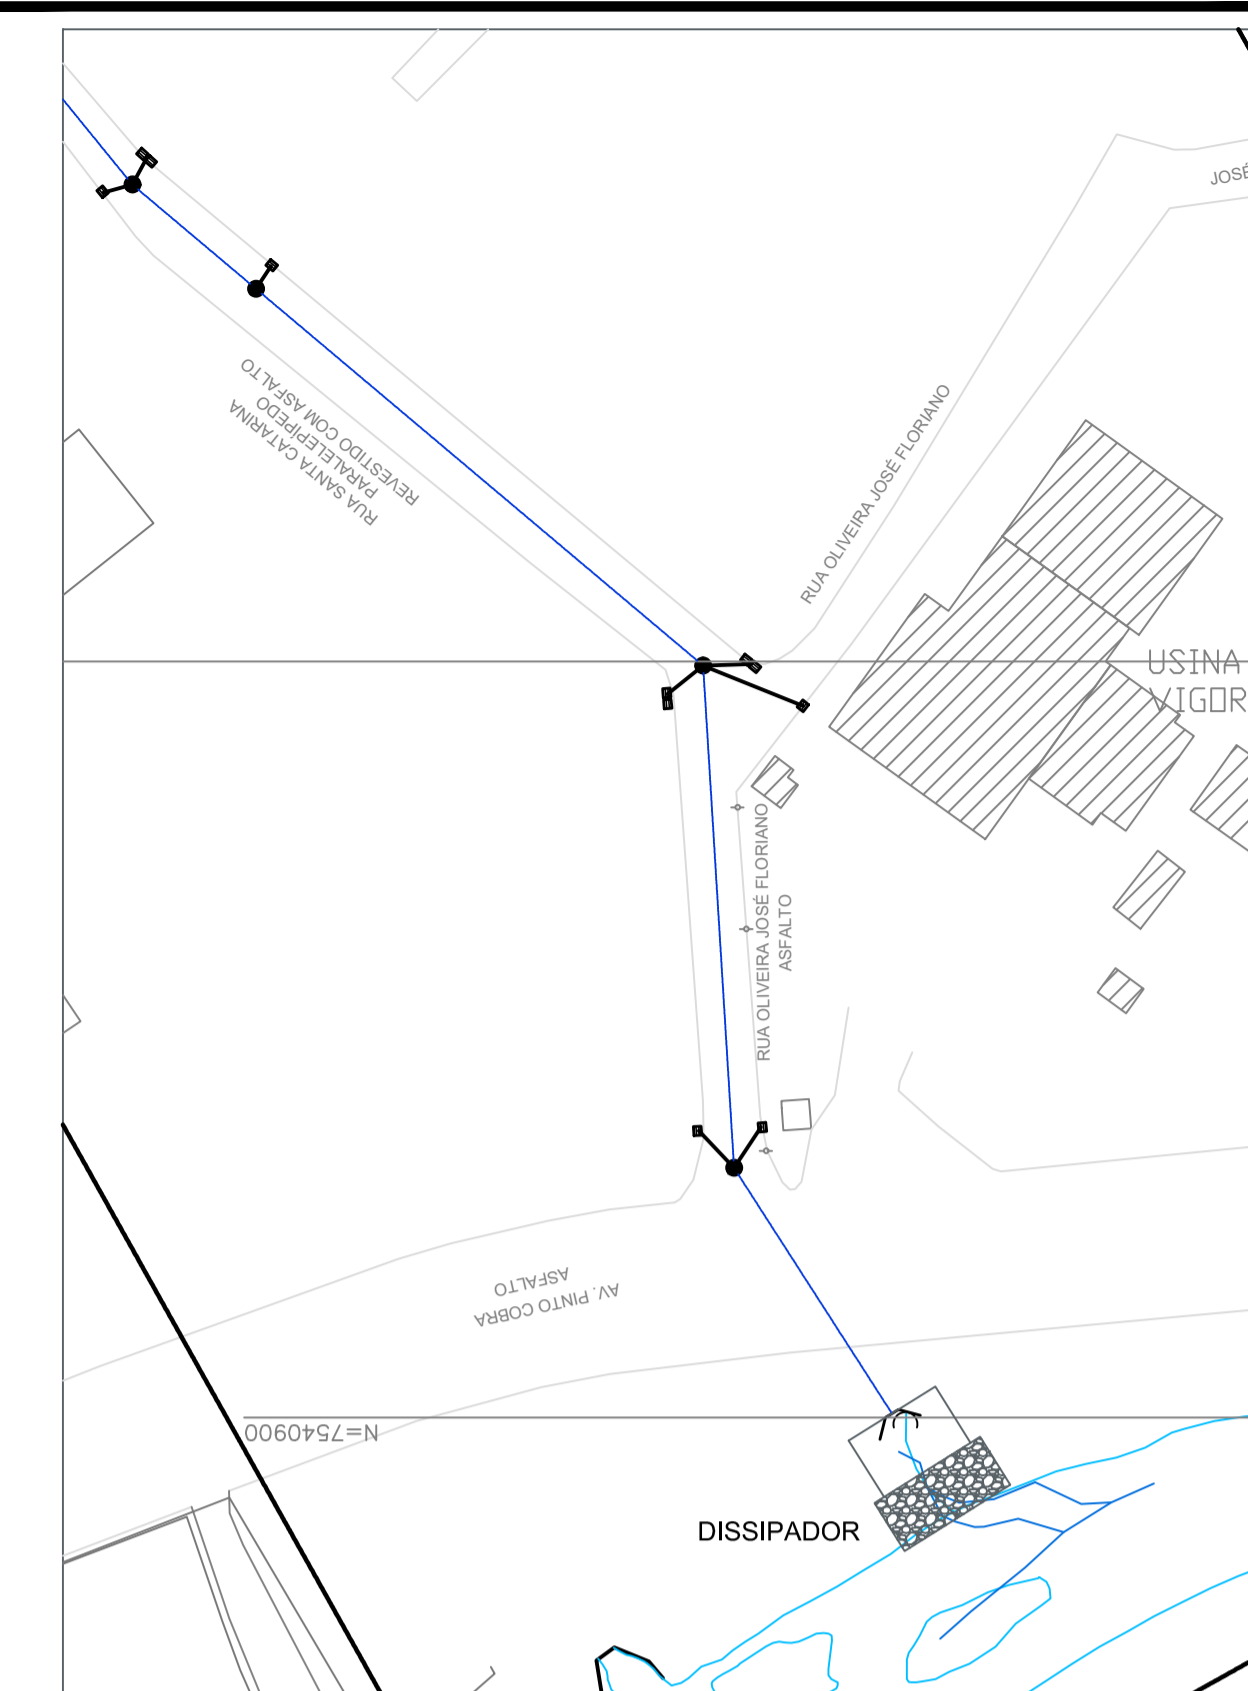 JOSÉ
RUA SANTA CATARINA
PARALELEPÍPEDO
REVESTIDO COM ASFALTO
RUA OLIVEIRA JOSÉ FLORIANO
USINA
VIGOR
RUA OLIVEIRA JOSÉ FLORIANO
ASFALTO
AV. PINTO COBRA
ASFALTO
N=7540900
DISSIPADOR